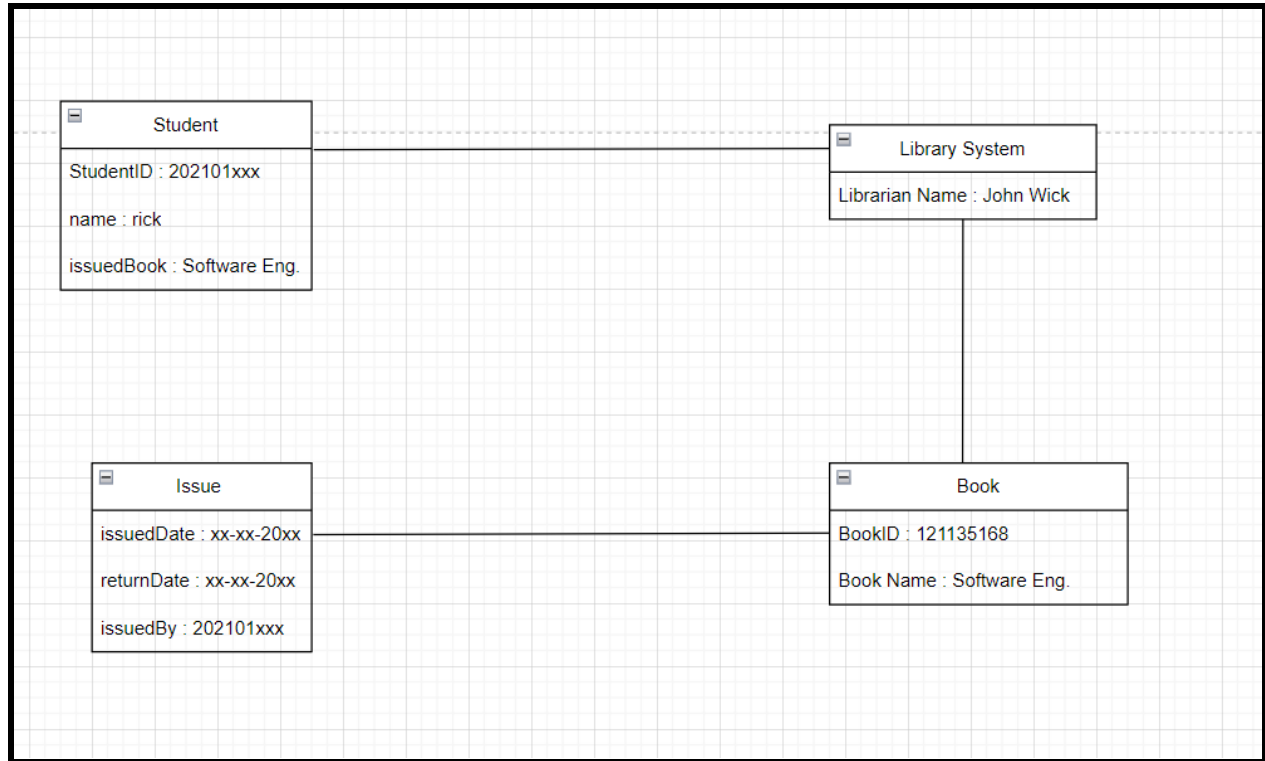 Student
StudentID : 202101xxx
name : rick
issuedBook : Software Eng.
Library System
Librarian Name : John Wick
Issue
issuedDate : xx-xx-20xx
returnDate : xx-xx-20xx
issuedBy : 202101xxx
Book
BookID : 121135168
Book Name : Software Eng.